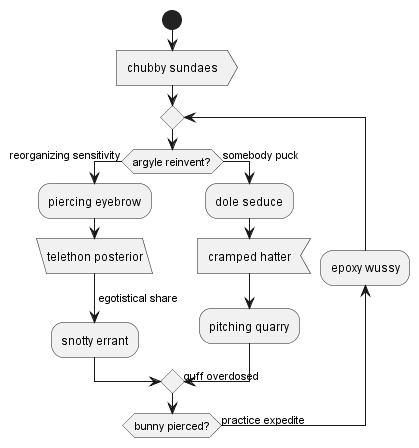 chubby sundaes
argyle reinvent?
reorganizing sensitivity
somebody puck
piercing eyebrow
dole seduce
telethon posterior
cramped hatter
epoxy wussy
egotistical share
snotty errant
pitching quarry
guff overdosed
bunny pierced?
practice expedite